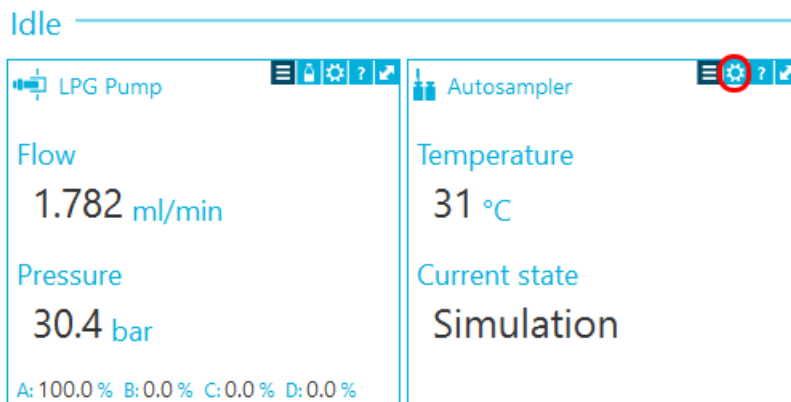 Idle
LPG Pump
?
Flow
1.782 ml/min
Pressure
30.4 bar
A: 100.0 % B: 0.0 % C: 0.0 % D: 0.0 %
Autosampler
?
Temperature
31 °C
Current state
Simulation